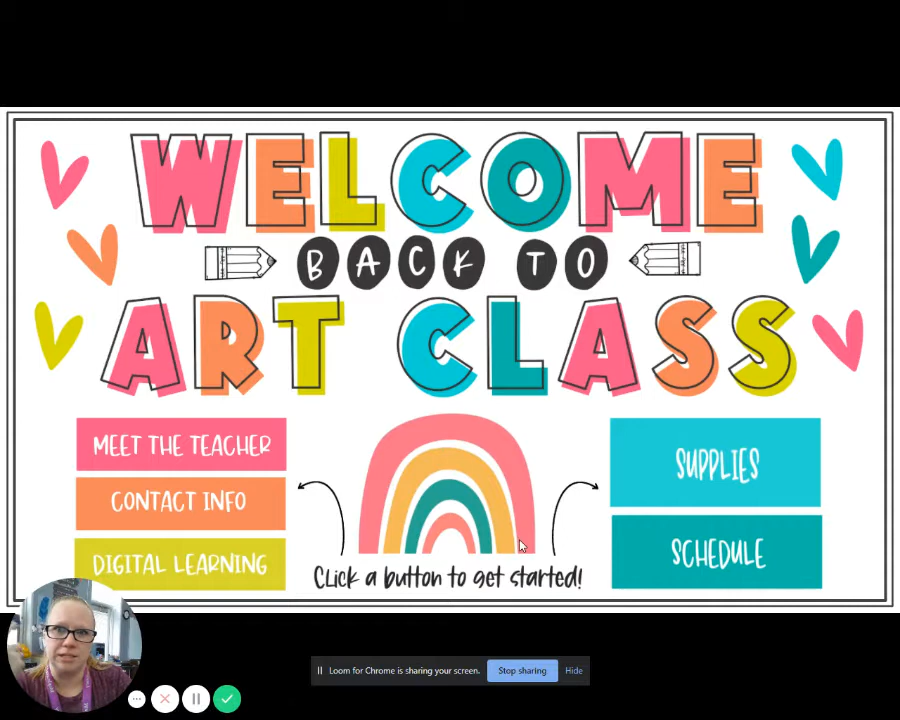 WELCOME
BACK TO
ART CLASS
MEET THE TEACHER
CONTACT INFO
DIGITAL LEARNING
SUPPLIES
SCHEDULE
Click a button to get started!
Loom for Chrome is sharing your screen. Stop sharing Hide